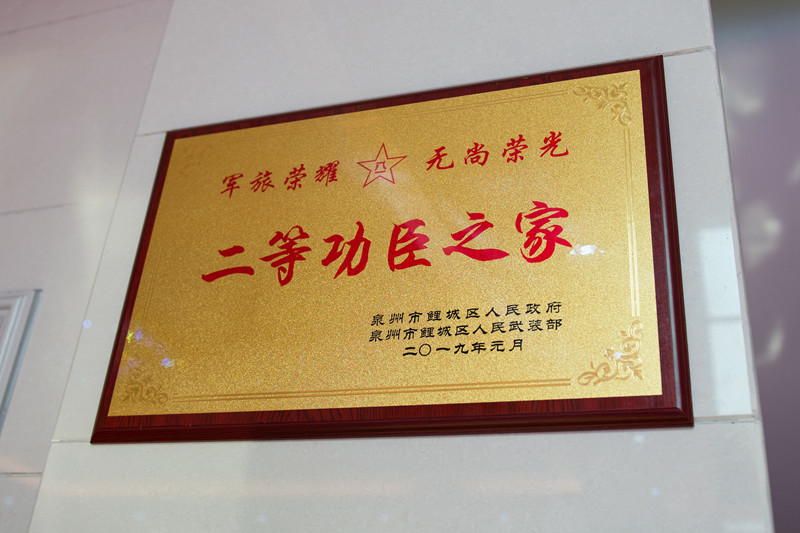 军旅荣耀 八一 无尚荣光
二等功臣之家
泉州市鲤城区人民政府
泉州市鲤城区人民武装部
二〇一九年元月